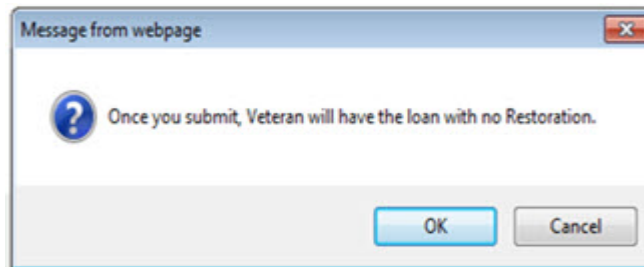 Message from webpage
Once you submit, Veteran will have the loan with no Restoration.
OK
Cancel